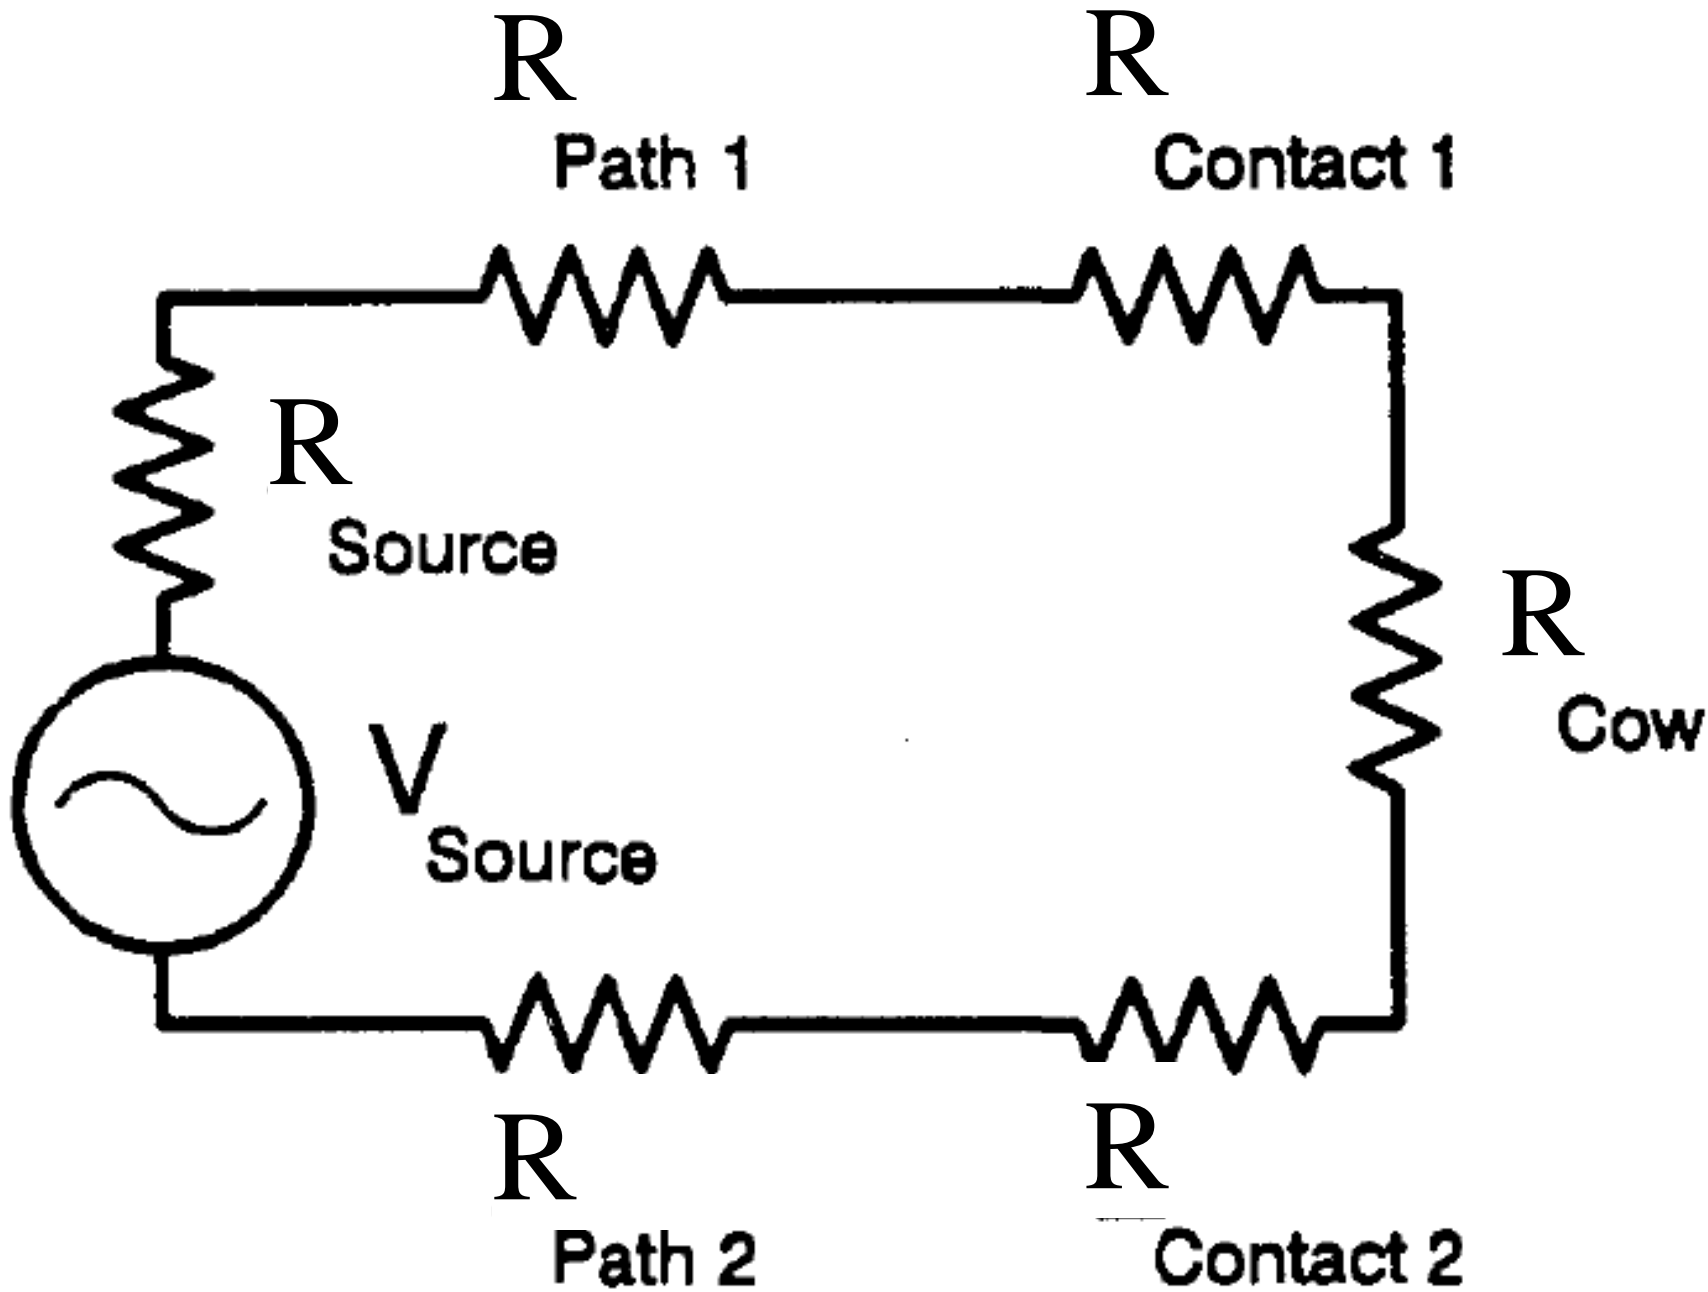 R R
Path 1 Contact 1
R
Source
R
Cow
V
Source
R R
Path 2 Contact 2